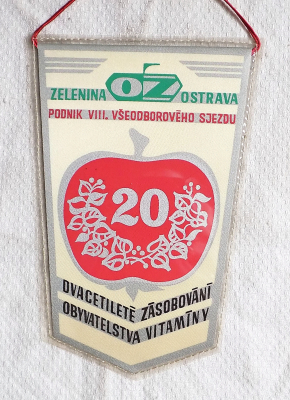 ZELENINA OZ OSTRAVA
PODNIK VIII. VŠEODBOROVÉHO SJEZDU
20
DVACETILETÉ ZÁSOBOVÁNÍ
OBYVATELSTVA VITAMÍNY